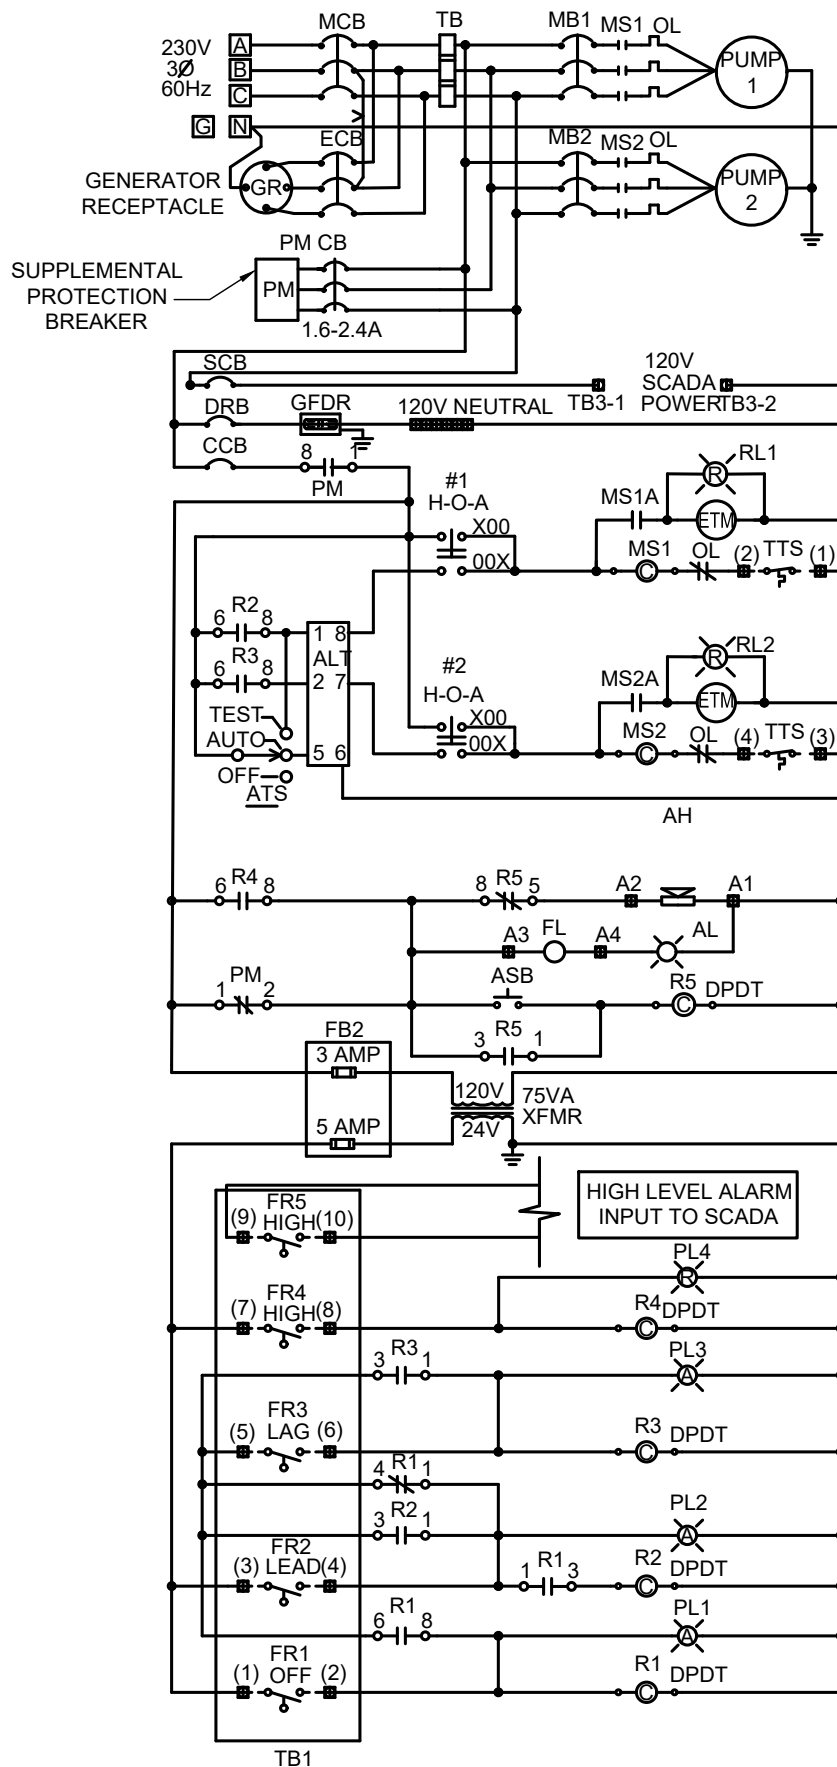 MCB TB MB1 MS1 OL
230V
3Ø
60Hz
A
B
C
G N
PUMP
1
ECB MB2 MS2 OL
GENERATOR
RECEPTACLE
GR
PUMP
2
PM CB
SUPPLEMENTAL
PROTECTION
BREAKER
PM
1.6-2.4A
SCB
120V
SCADA
POWER
TB3-1 TB3-2
DRB GFDR 120V NEUTRAL
CCB 8 1
PM
#1
H-O-A
X00
00X
RL1
R
MS1A ETM
MS1 OL (2) TTS (1)
C
6 R2 8
1 8
ALT
6 R3 8
2 7
5 6
#2
H-O-A
X00
00X
RL2
R
MS2A ETM
MS2 OL (4) TTS (3)
C
TEST
AUTO
OFF
ATS
AH
6 R4 8 8 R5 5 A2 A1
A3 FL A4 AL
1 PM 2 ASB R5 DPDT
C
3 R5 1
FB2
3 AMP
5 AMP
120V
24V
75VA
XFMR
HIGH LEVEL ALARM
INPUT TO SCADA
FR5
(9) HIGH (10)
PL4
R
FR4
(7) HIGH (8)
R4 DPDT
C
3 R3 1 PL3
A
FR3
(5) LAG (6)
R3 DPDT
C
4 R1 1
3 R2 1 PL2
A
FR2
(3) LEAD (4)
1 R1 3 R2 DPDT
C
6 R1 8 PL1
A
FR1
(1) OFF (2)
R1 DPDT
C
TB1